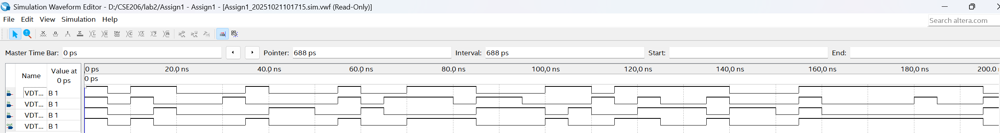 Simulation Waveform Editor - D:/CSE206/lab2/Assign1 - Assign1 - [Assign1_20251021101715.sim.vwf (Read-Only)]
File Edit View Simulation Help
Search altera.com
Master Time Bar: 0 ps Pointer: 688 ps Interval: 688 ps Start: End:
Name
Value at
0 ps
0 ps 20.0 ns 40.0 ns 60.0 ns 80.0 ns 100.0 ns 120.0 ns 140.0 ns 160.0 ns 180.0 ns 200.0
0 ps
in VDT... B 1
in VDT... B 1
in VDT... B 1
out VDT... B 1